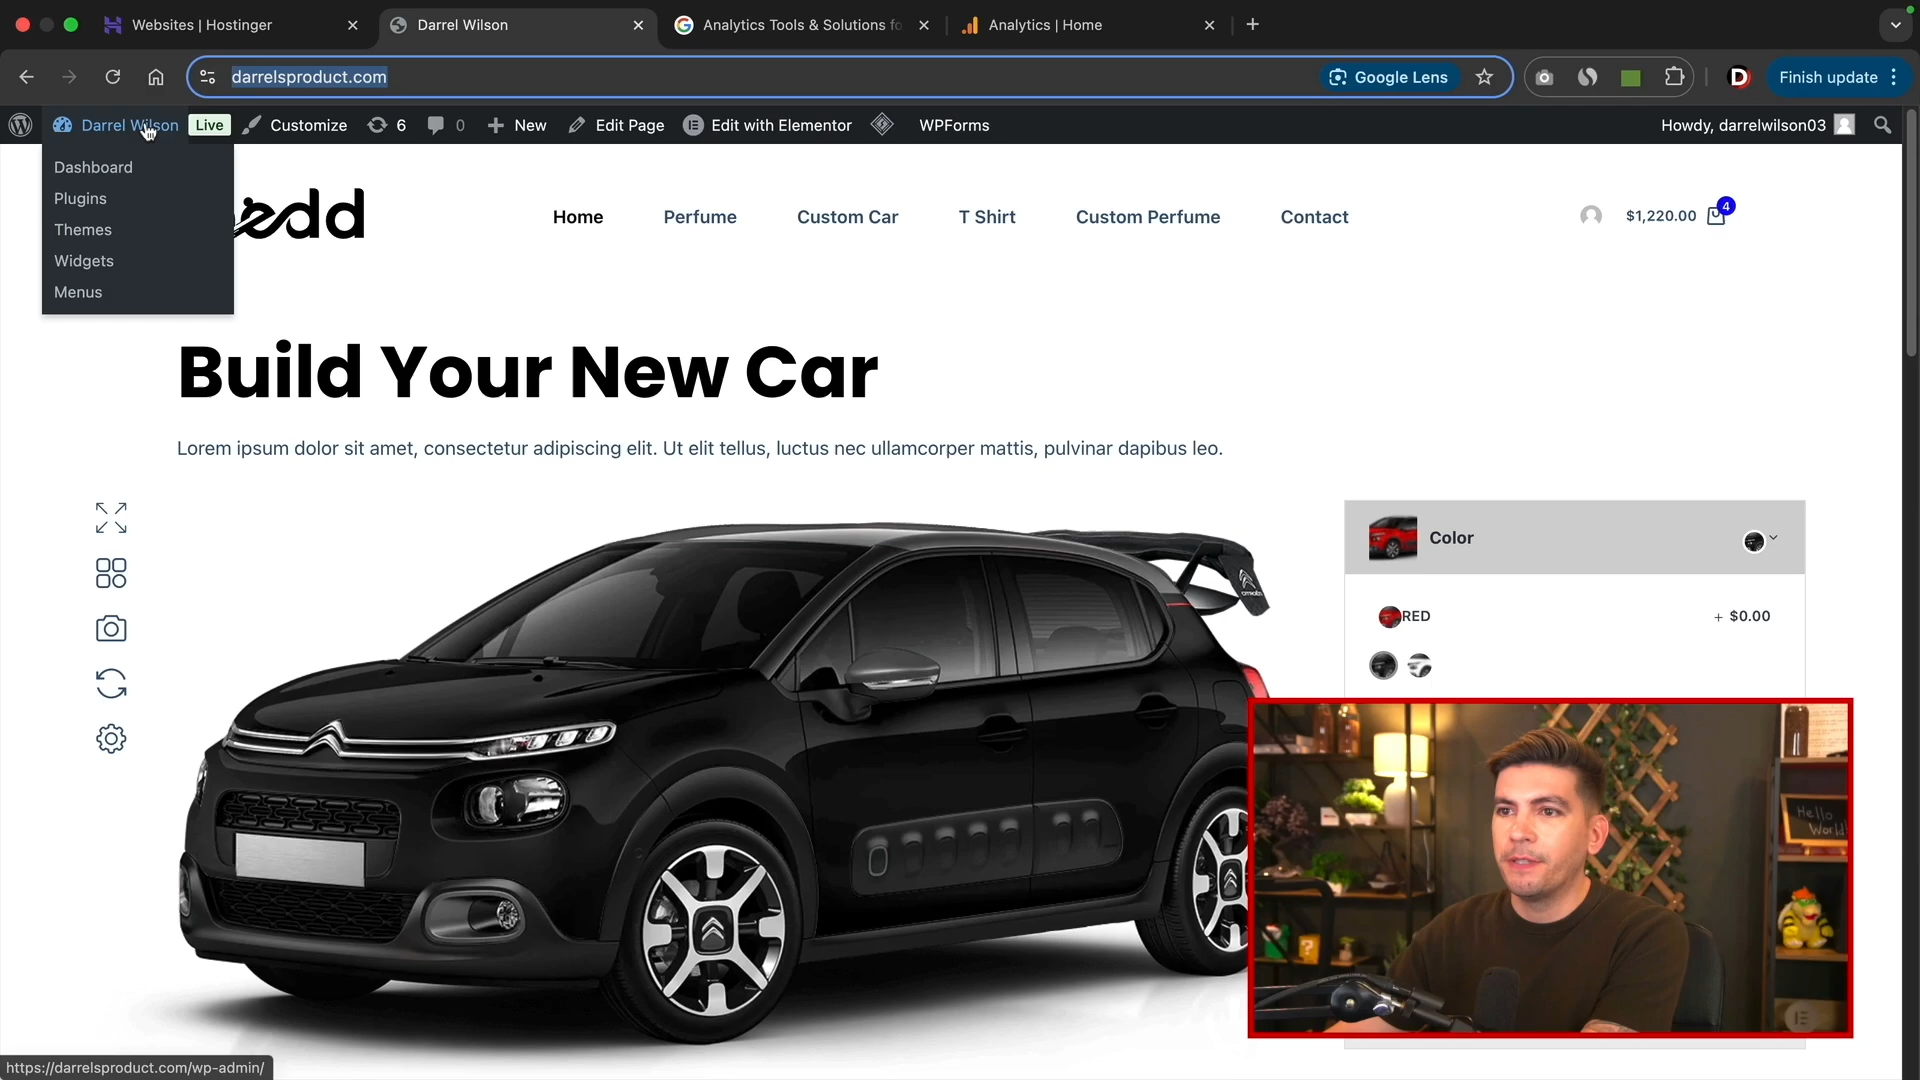 Websites | Hostinger
Darrel Wilson
Analytics Tools & Solutions fo
Analytics | Home
darrelsproduct.com
Google Lens
D
Finish update
Darrel Wilson
Live
Customize
6
0
New
Edit Page
Edit with Elementor
WPForms
Howdy, darrelwilson03
Dashboard
Plugins
Themes
Widgets
Menus
edd
Home
Perfume
Custom Car
T Shirt
Custom Perfume
Contact
$1,220.00
4
Build Your New Car
Lorem ipsum dolor sit amet, consectetur adipiscing elit. Ut elit tellus, luctus nec ullamcorper mattis, pulvinar dapibus leo.
Color
RED
+ $0.00
CITROËN
Hello
World!
https://darrelsproduct.com/wp-admin/